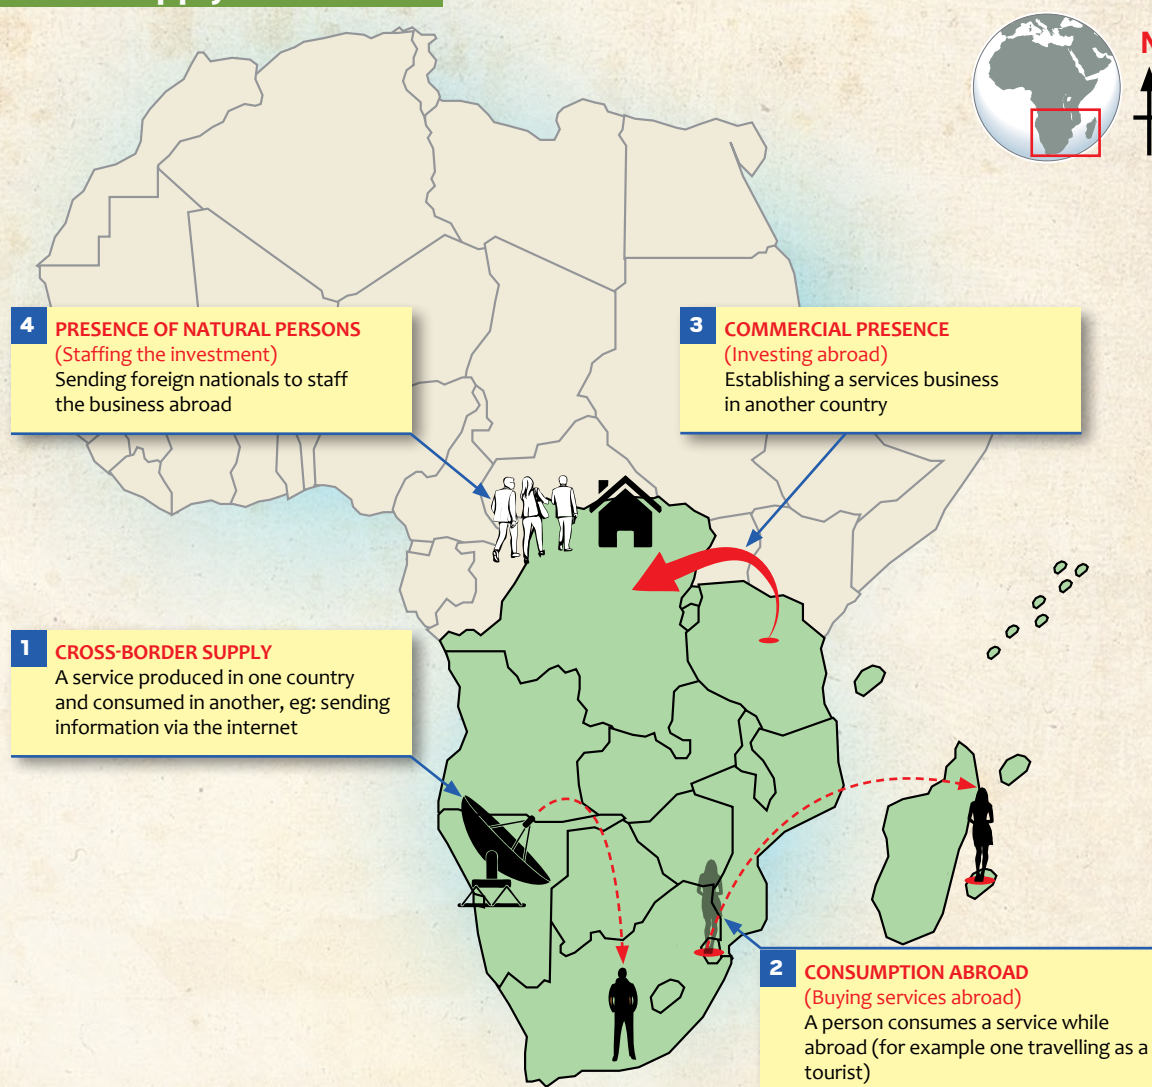 N
4 PRESENCE OF NATURAL PERSONS
(Staffing the investment)
Sending foreign nationals to staff
the business abroad
3 COMMERCIAL PRESENCE
(Investing abroad)
Establishing a services business
in another country
1 CROSS-BORDER SUPPLY
A service produced in one country
and consumed in another, eg: sending
information via the internet
2 CONSUMPTION ABROAD
(Buying services abroad)
A person consumes a service while
abroad (for example one travelling as a
tourist)